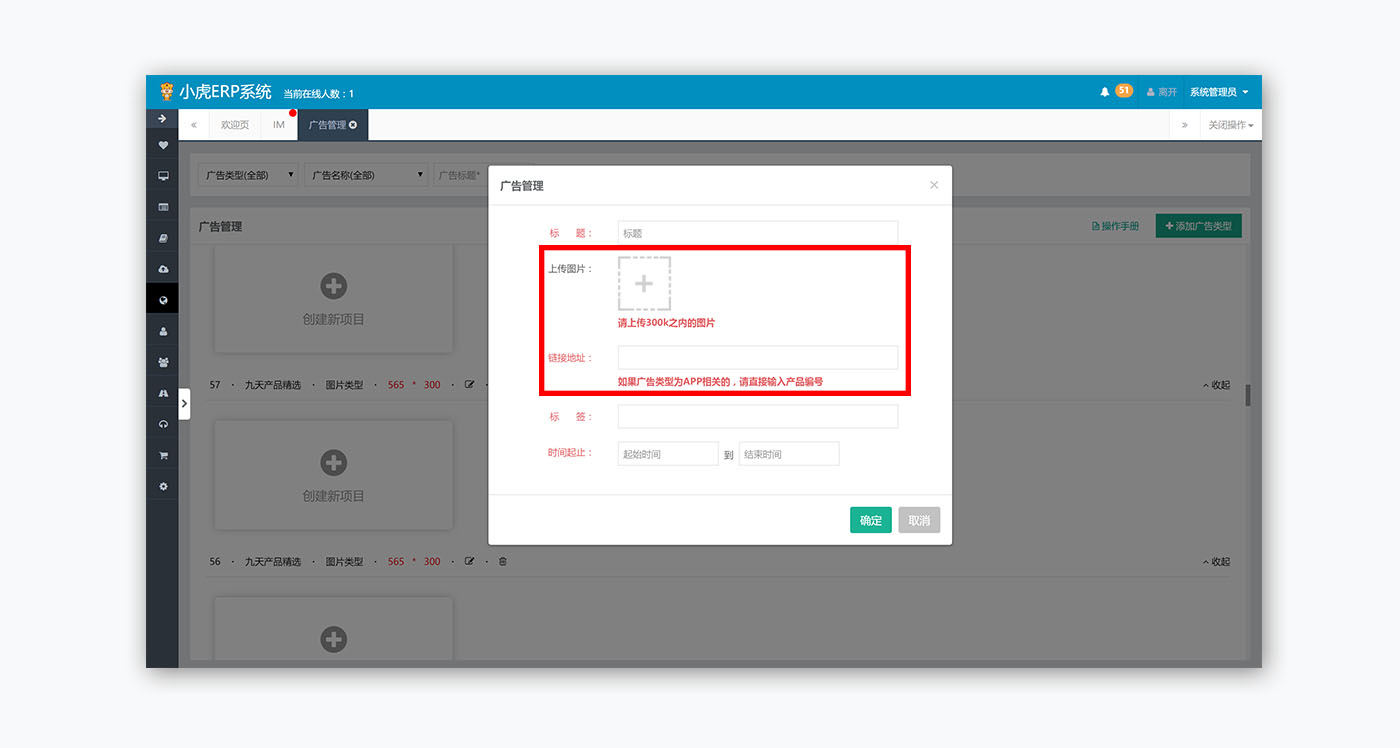 小虎ERP系统 当前在线人数：1 51 离开 系统管理员
欢迎页 IM 广告管理 关闭操作
广告类型(全部) 广告名称(全部) 广告标题*
广告管理 操作手册 添加广告类型
创建新项目
57 · 九天产品精选 · 图片类型 · 565 * 300 · · 收起
创建新项目
56 · 九天产品精选 · 图片类型 · 565 * 300 · · 收起
广告管理 ×
标 题： 标题
上传图片：
请上传300k之内的图片
链接地址：
如果广告类型为APP相关的，请直接输入产品编号
标 签：
时间起止： 起始时间 到 结束时间
确定 取消